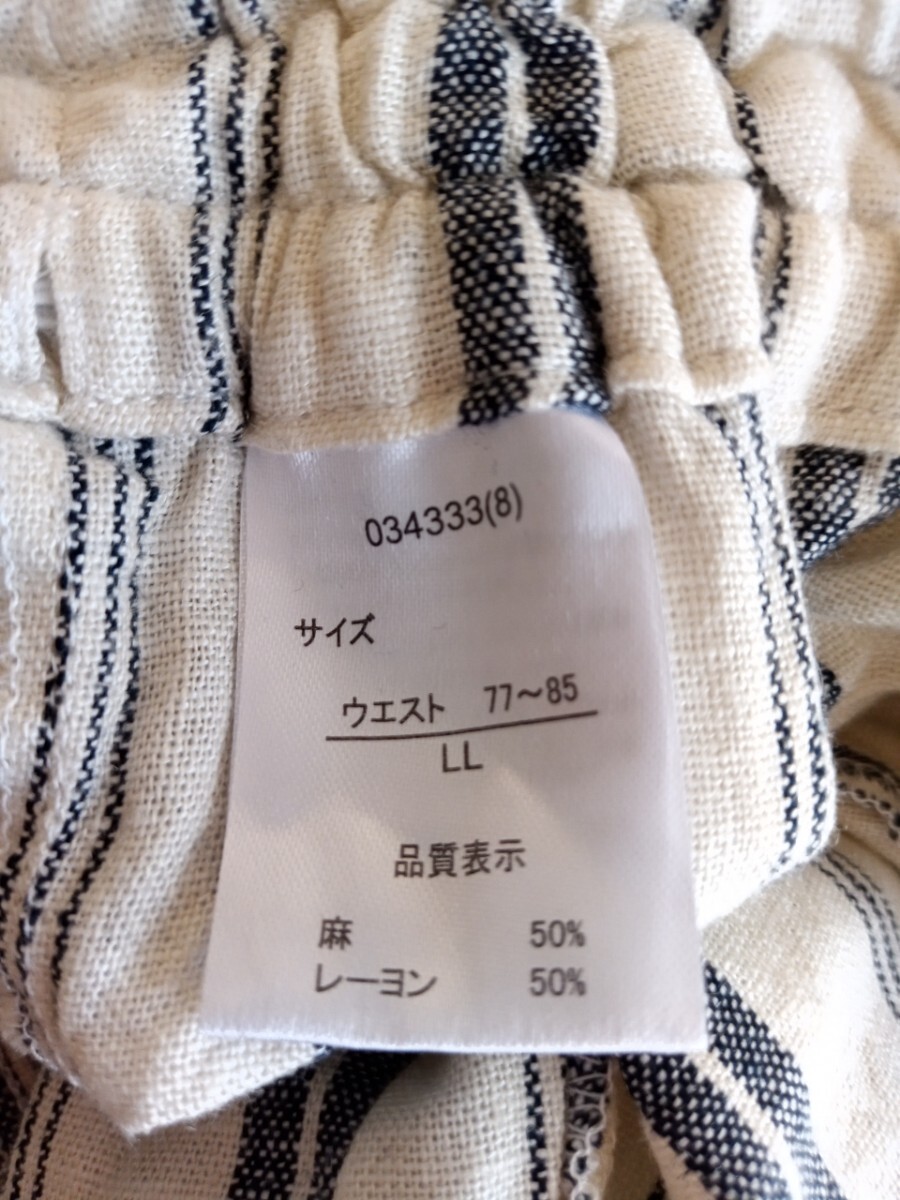 034333(8)
サイズ
ウエスト 77～85
LL
品質表示
麻 50%
レーヨン 50%